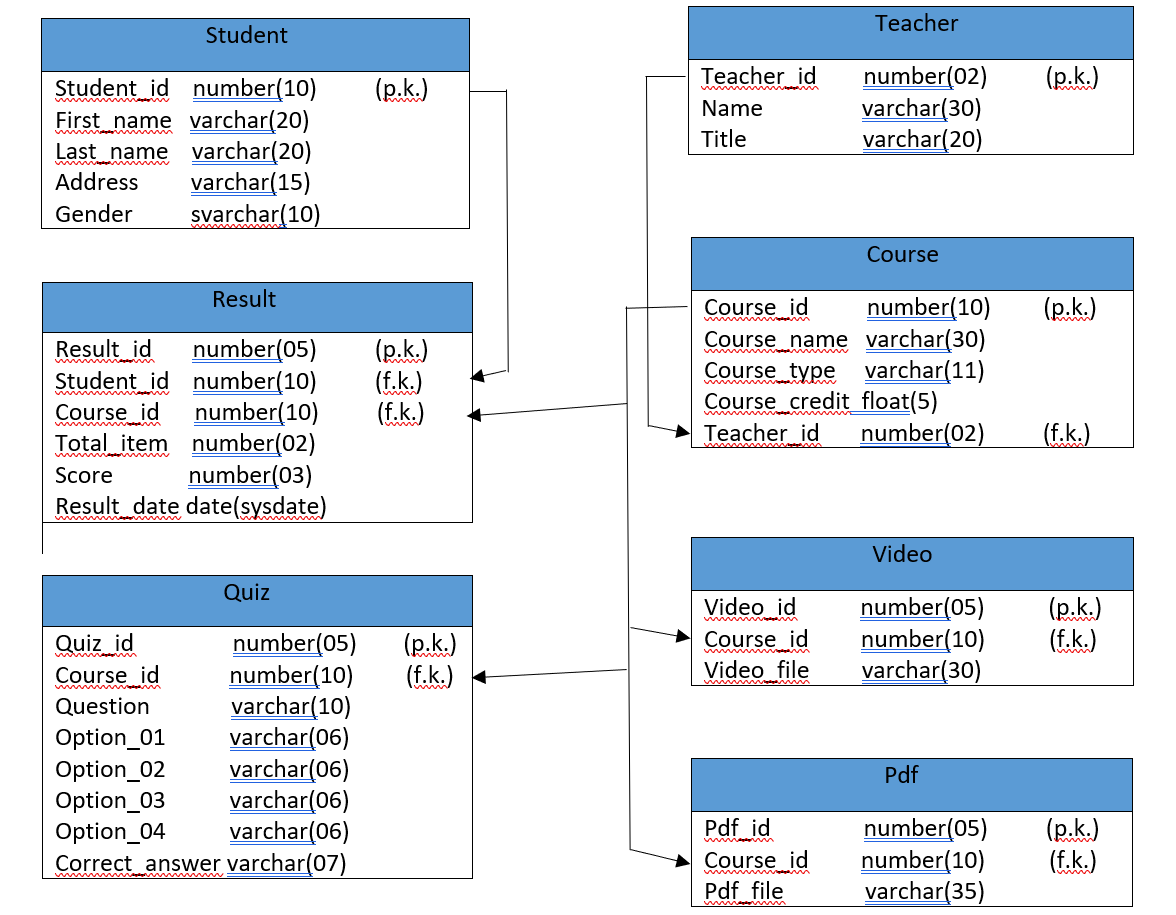 Student
Student_id number(10) (p.k.)
First_name varchar(20)
Last_name varchar(20)
Address varchar(15)
Gender svarchar(10)
Result
Result_id number(05) (p.k.)
Student_id number(10) (f.k.)
Course_id number(10) (f.k.)
Total_item number(02)
Score number(03)
Result_date date(sysdate)
Quiz
Quiz_id number(05) (p.k.)
Course_id number(10) (f.k.)
Question varchar(10)
Option_01 varchar(06)
Option_02 varchar(06)
Option_03 varchar(06)
Option_04 varchar(06)
Correct_answer varchar(07)
Teacher
Teacher_id number(02) (p.k.)
Name varchar(30)
Title varchar(20)
Course
Course_id number(10) (p.k.)
Course_name varchar(30)
Course_type varchar(11)
Course_credit float(5)
Teacher_id number(02) (f.k.)
Video
Video_id number(05) (p.k.)
Course_id number(10) (f.k.)
Video_file varchar(30)
Pdf
Pdf_id number(05) (p.k.)
Course_id number(10) (f.k.)
Pdf_file varchar(35)